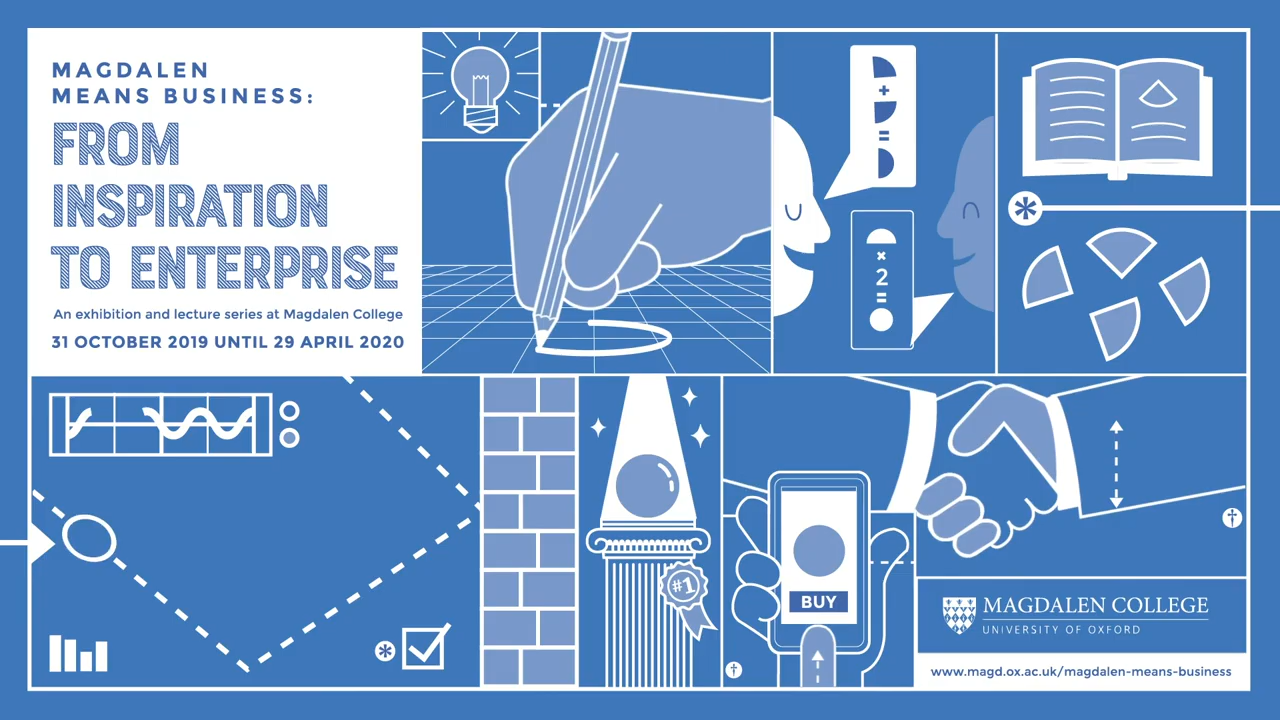 MAGDALEN
MEANS BUSINESS:
FROM
INSPIRATION
TO ENTERPRISE
An exhibition and lecture series at Magdalen College
31 OCTOBER 2019 UNTIL 29 APRIL 2020
+
=
×
2
=
*
*
#1
BUY
†
†
MAGDALEN COLLEGE
UNIVERSITY OF OXFORD
www.magd.ox.ac.uk/magdalen-means-business